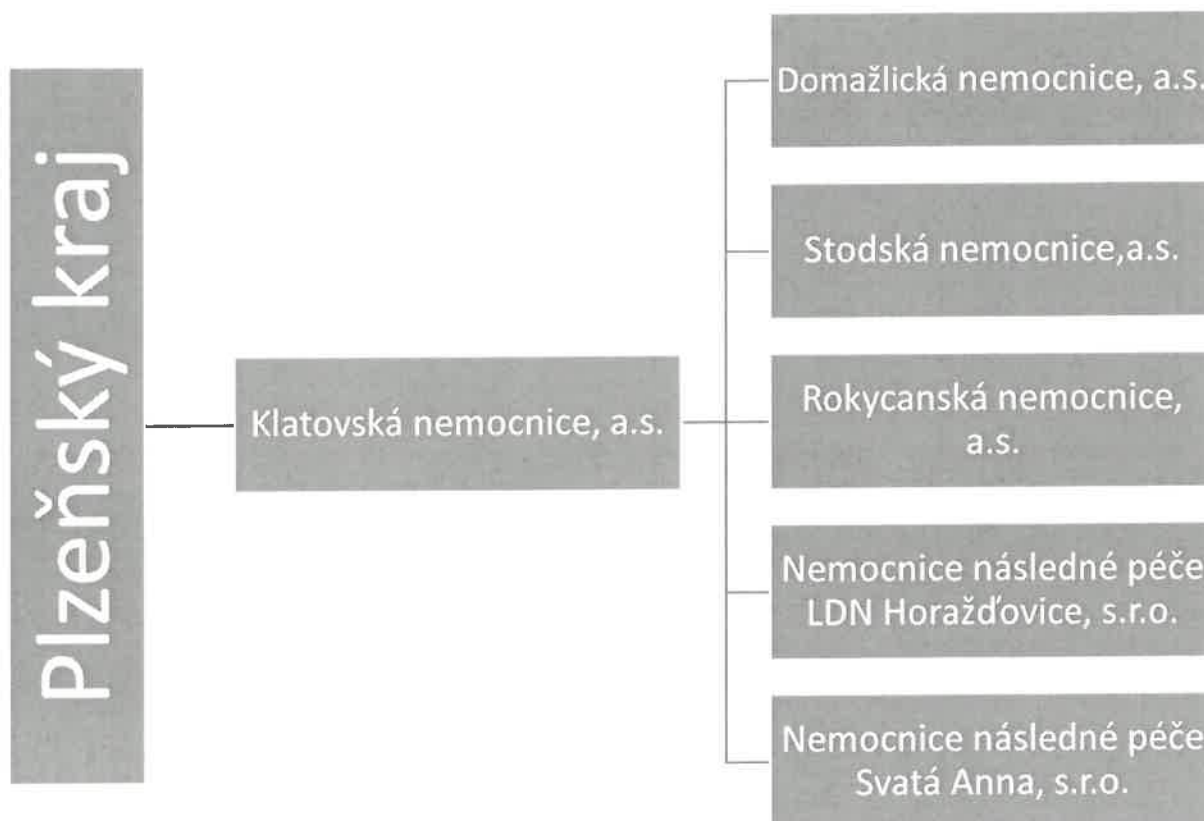 Plzeňský kraj
Klatovská nemocnice, a.s.
Domažlická nemocnice, a.s.
Stodská nemocnice,a.s.
Rokycanská nemocnice,
a.s.
Nemocnice následné péče
LDN Horažďovice, s.r.o.
Nemocnice následné péče
Svatá Anna, s.r.o.